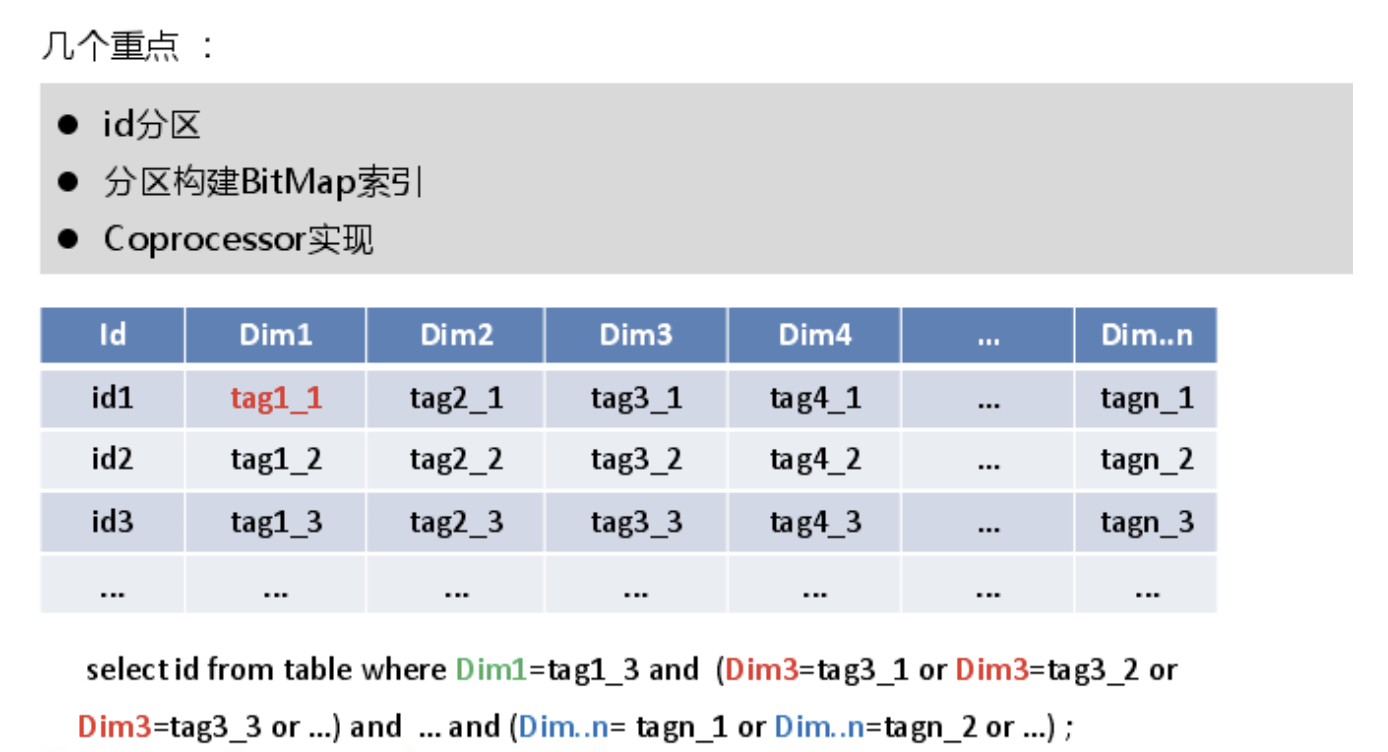 几个重点 ：
● id分区
● 分区构建BitMap索引
● Coprocessor实现
Id Dim1 Dim2 Dim3 Dim4 ... Dim..n
id1 tag1_1 tag2_1 tag3_1 tag4_1 ... tagn_1
id2 tag1_2 tag2_2 tag3_2 tag4_2 ... tagn_2
id3 tag1_3 tag2_3 tag3_3 tag4_3 ... tagn_3
... ... ... ... ... ... ...
select id from table where Dim1=tag1_3 and (Dim3=tag3_1 or Dim3=tag3_2 or
Dim3=tag3_3 or ...) and ... and (Dim..n= tagn_1 or Dim..n=tagn_2 or ...) ;